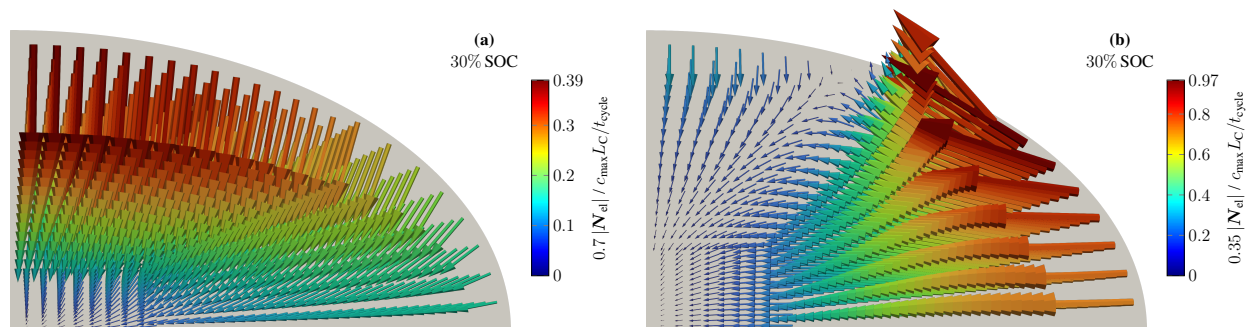 (a)
30% SOC
0.39
0.3
0.2
0.1
0
0.7 |N_el| / c_max L_C/t_cycle
(b)
30% SOC
0.97
0.8
0.6
0.4
0.2
0
0.35 |N_el| / c_max L_C/t_cycle